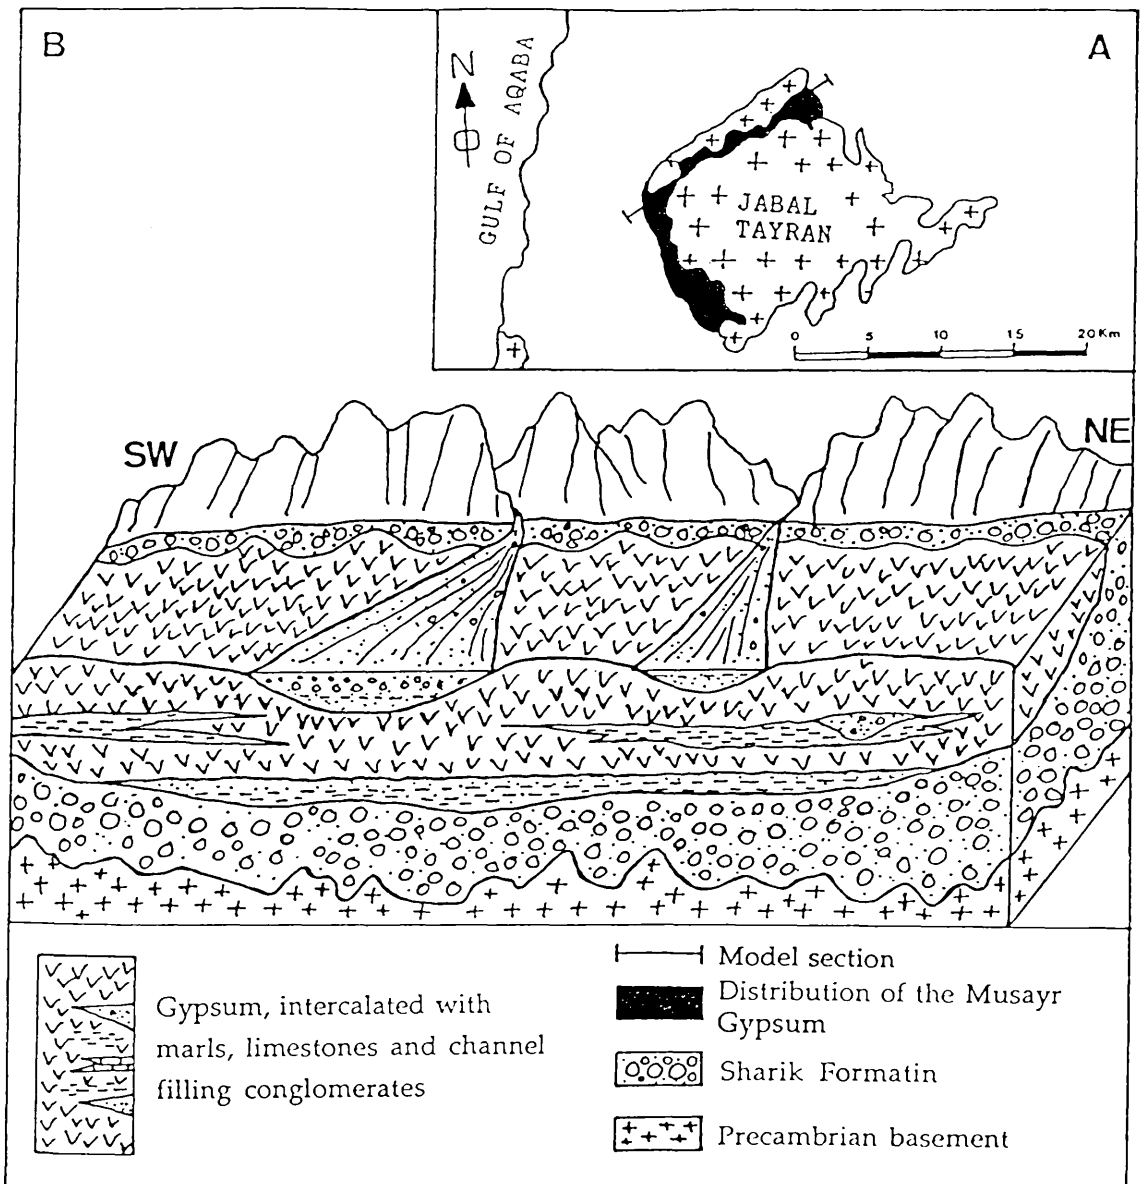 B
A
N
GULF OF AQABA
JABAL
TAYRAN
0 5 10 15 20 Km
SW
NE
Gypsum, intercalated with
marls, limestones and channel
filling conglomerates
Model section
Distribution of the Musayr
Gypsum
Sharik Formatin
Precambrian basement